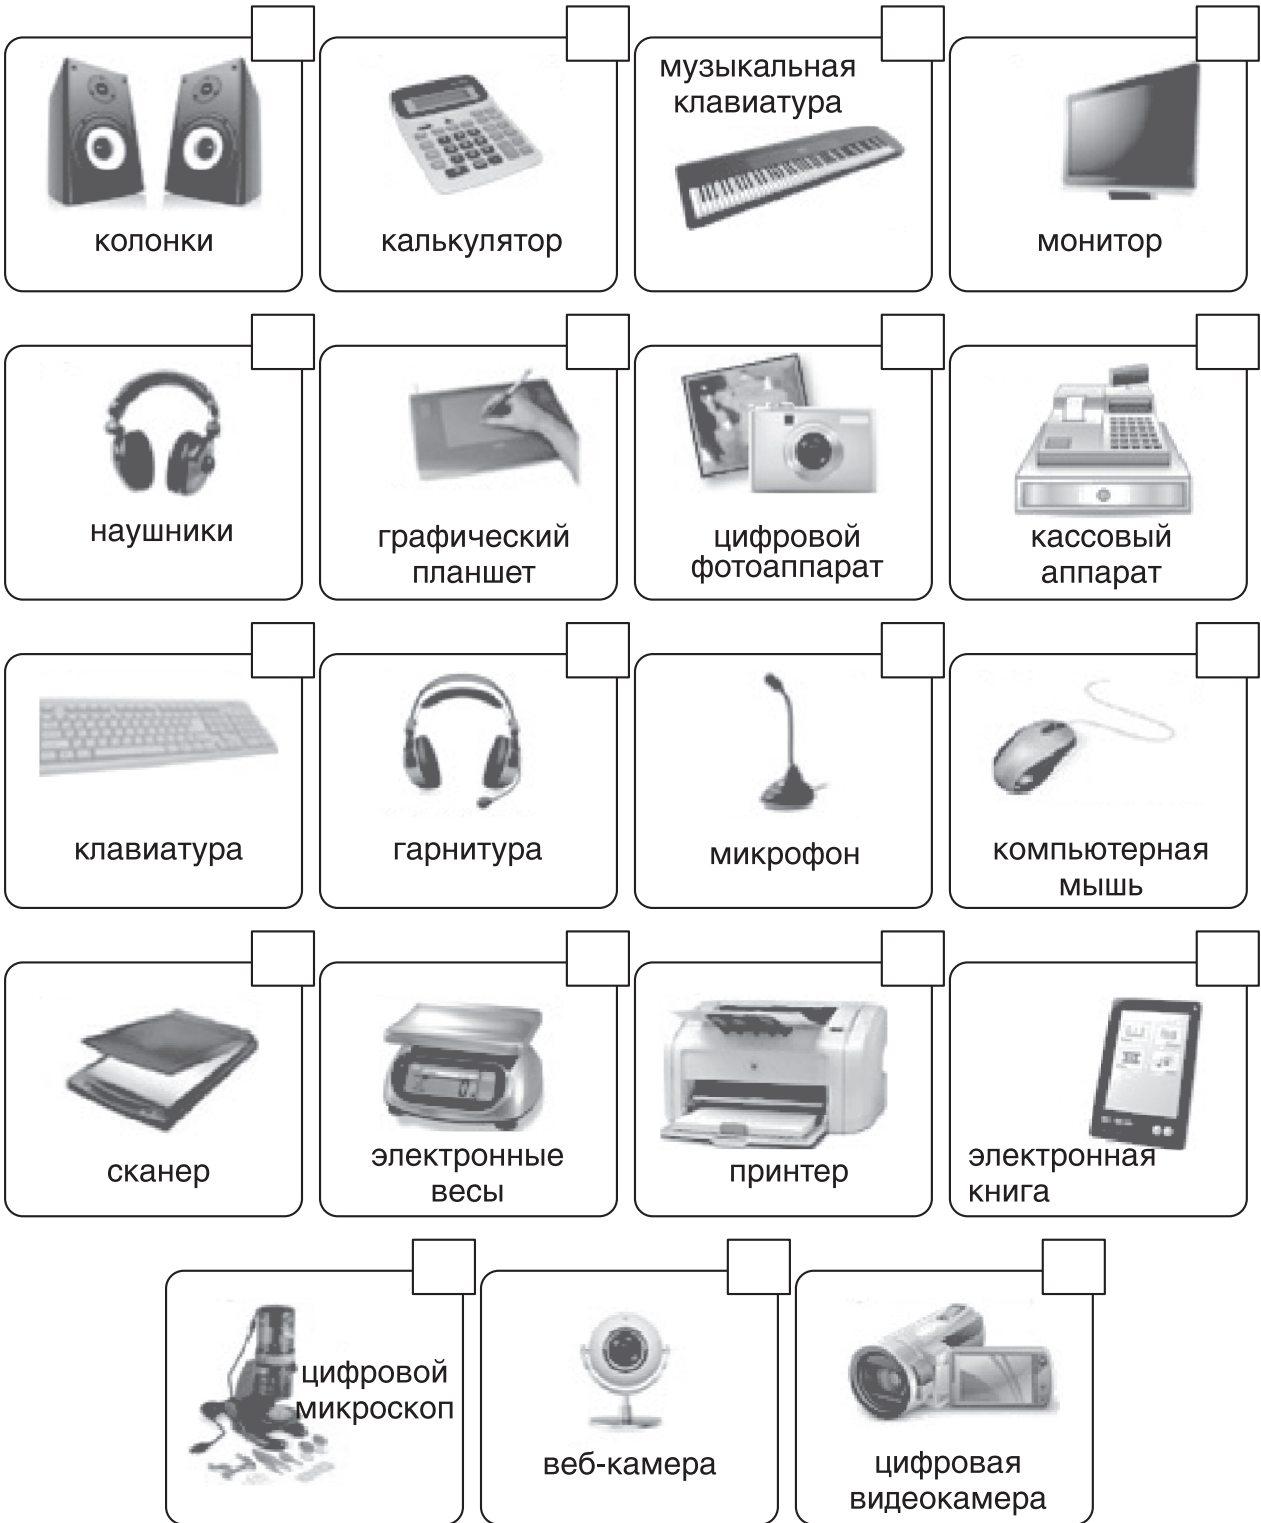 музыкальная
клавиатура
колонки
калькулятор
монитор
наушники
графический
планшет
цифровой
фотоаппарат
кассовый
аппарат
клавиатура
гарнитура
микрофон
компьютерная
мышь
сканер
электронные
весы
принтер
электронная
книга
цифровой
микроскоп
веб-камера
цифровая
видеокамера